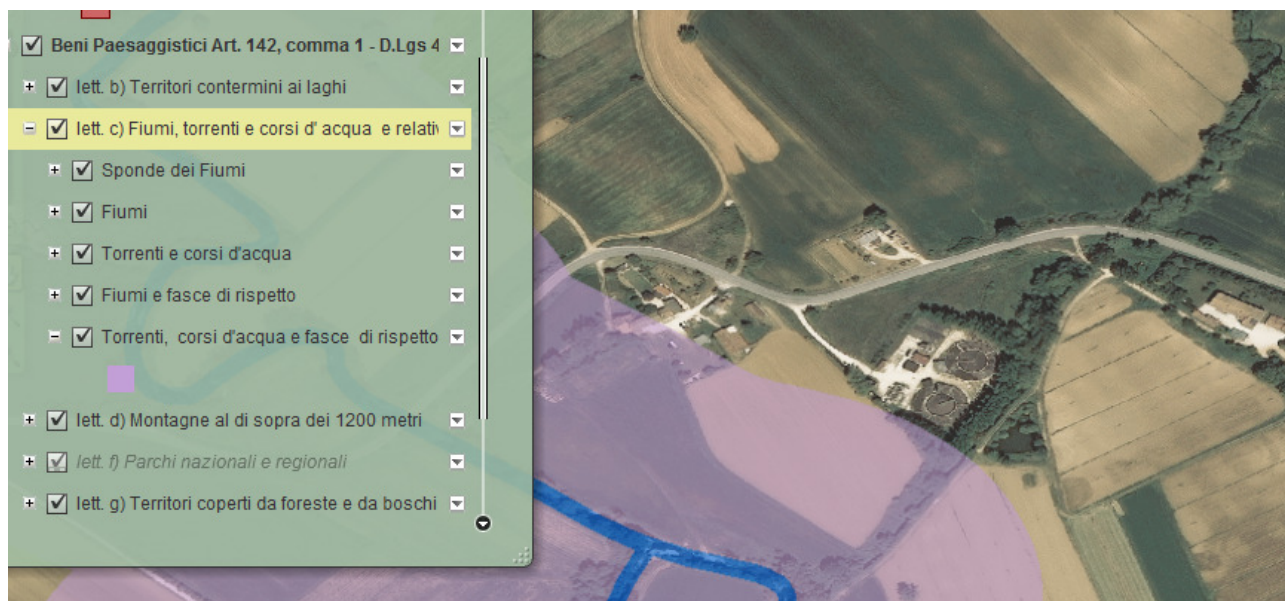 Beni Paesaggistici Art. 142, comma 1 - D.Lgs 4
lett. b) Territori contermini ai laghi
lett. c) Fiumi, torrenti e corsi d' acqua e relativ
Sponde dei Fiumi
Fiumi
Torrenti e corsi d'acqua
Fiumi e fasce di rispetto
Torrenti, corsi d'acqua e fasce di rispetto
lett. d) Montagne al di sopra dei 1200 metri
lett. f) Parchi nazionali e regionali
lett. g) Territori coperti da foreste e da boschi